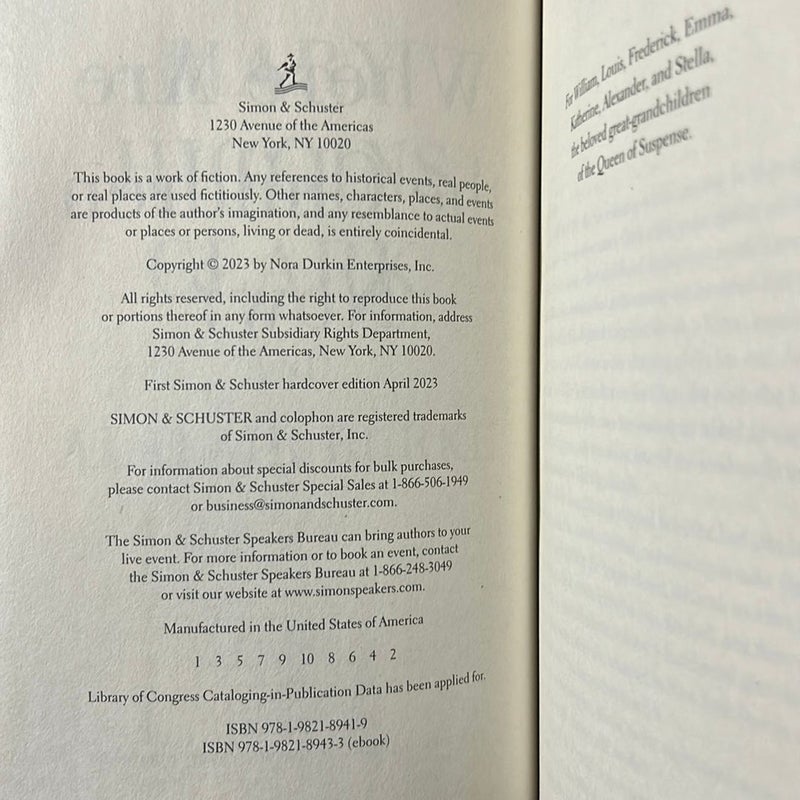 Simon & Schuster
1230 Avenue of the Americas
New York, NY 10020
This book is a work of fiction. Any references to historical events, real people,
or real places are used fictitiously. Other names, characters, places, and events
are products of the author's imagination, and any resemblance to actual events
or places or persons, living or dead, is entirely coincidental.
Copyright © 2023 by Nora Durkin Enterprises, Inc.
All rights reserved, including the right to reproduce this book
or portions thereof in any form whatsoever. For information, address
Simon & Schuster Subsidiary Rights Department,
1230 Avenue of the Americas, New York, NY 10020.
First Simon & Schuster hardcover edition April 2023
SIMON & SCHUSTER and colophon are registered trademarks
of Simon & Schuster, Inc.
For information about special discounts for bulk purchases,
please contact Simon & Schuster Special Sales at 1-866-506-1949
or business@simonandschuster.com.
The Simon & Schuster Speakers Bureau can bring authors to your
live event. For more information or to book an event, contact
the Simon & Schuster Speakers Bureau at 1-866-248-3049
or visit our website at www.simonspeakers.com.
Manufactured in the United States of America
1 3 5 7 9 10 8 6 4 2
Library of Congress Cataloging-in-Publication Data has been applied for.
ISBN 978-1-9821-8941-9
ISBN 978-1-9821-8943-3 (ebook)
For William, Louis, Frederick, Emma,
Katherine, Alexander, and Stella,
the beloved great-grandchildren
of the Queen of Suspense.